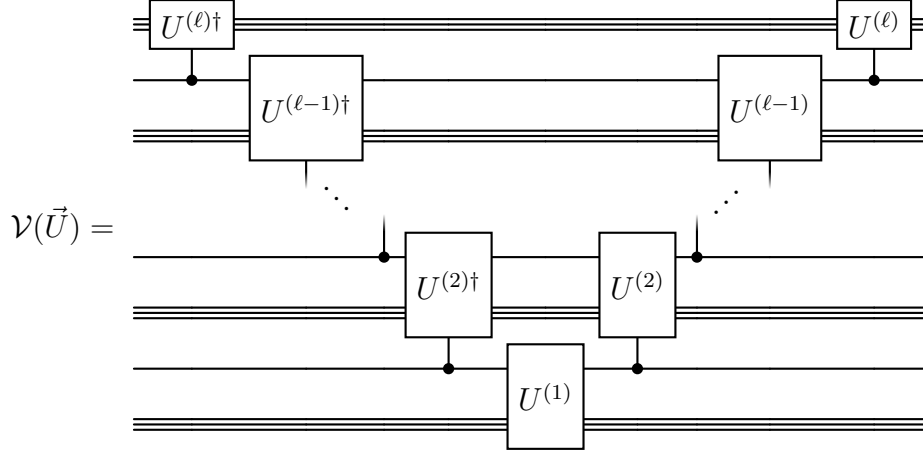 U^{(ℓ)†} U^{(ℓ)}
U^{(ℓ−1)†} U^{(ℓ−1)}
⋱ ⋰
𝒱(U⃗) =
U^{(2)†} U^{(2)}
U^{(1)}